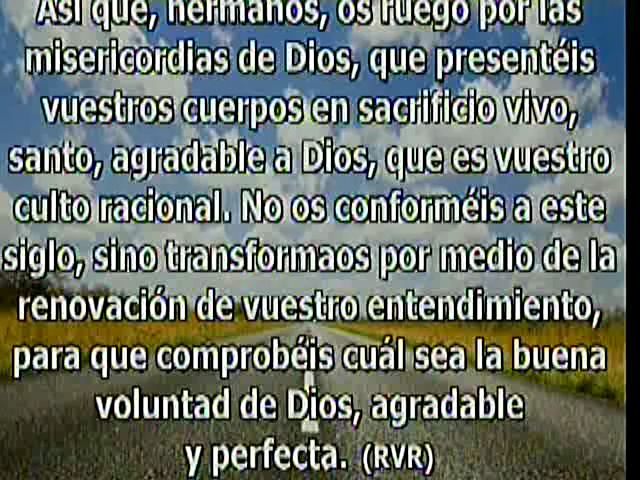 Así que, hermanos, os ruego por las
misericordias de Dios, que presentéis
vuestros cuerpos en sacrificio vivo,
santo, agradable a Dios, que es vuestro
culto racional. No os conforméis a este
siglo, sino transformaos por medio de la
renovación de vuestro entendimiento,
para que comprobéis cuál sea la buena
voluntad de Dios, agradable
y perfecta. (RVR)